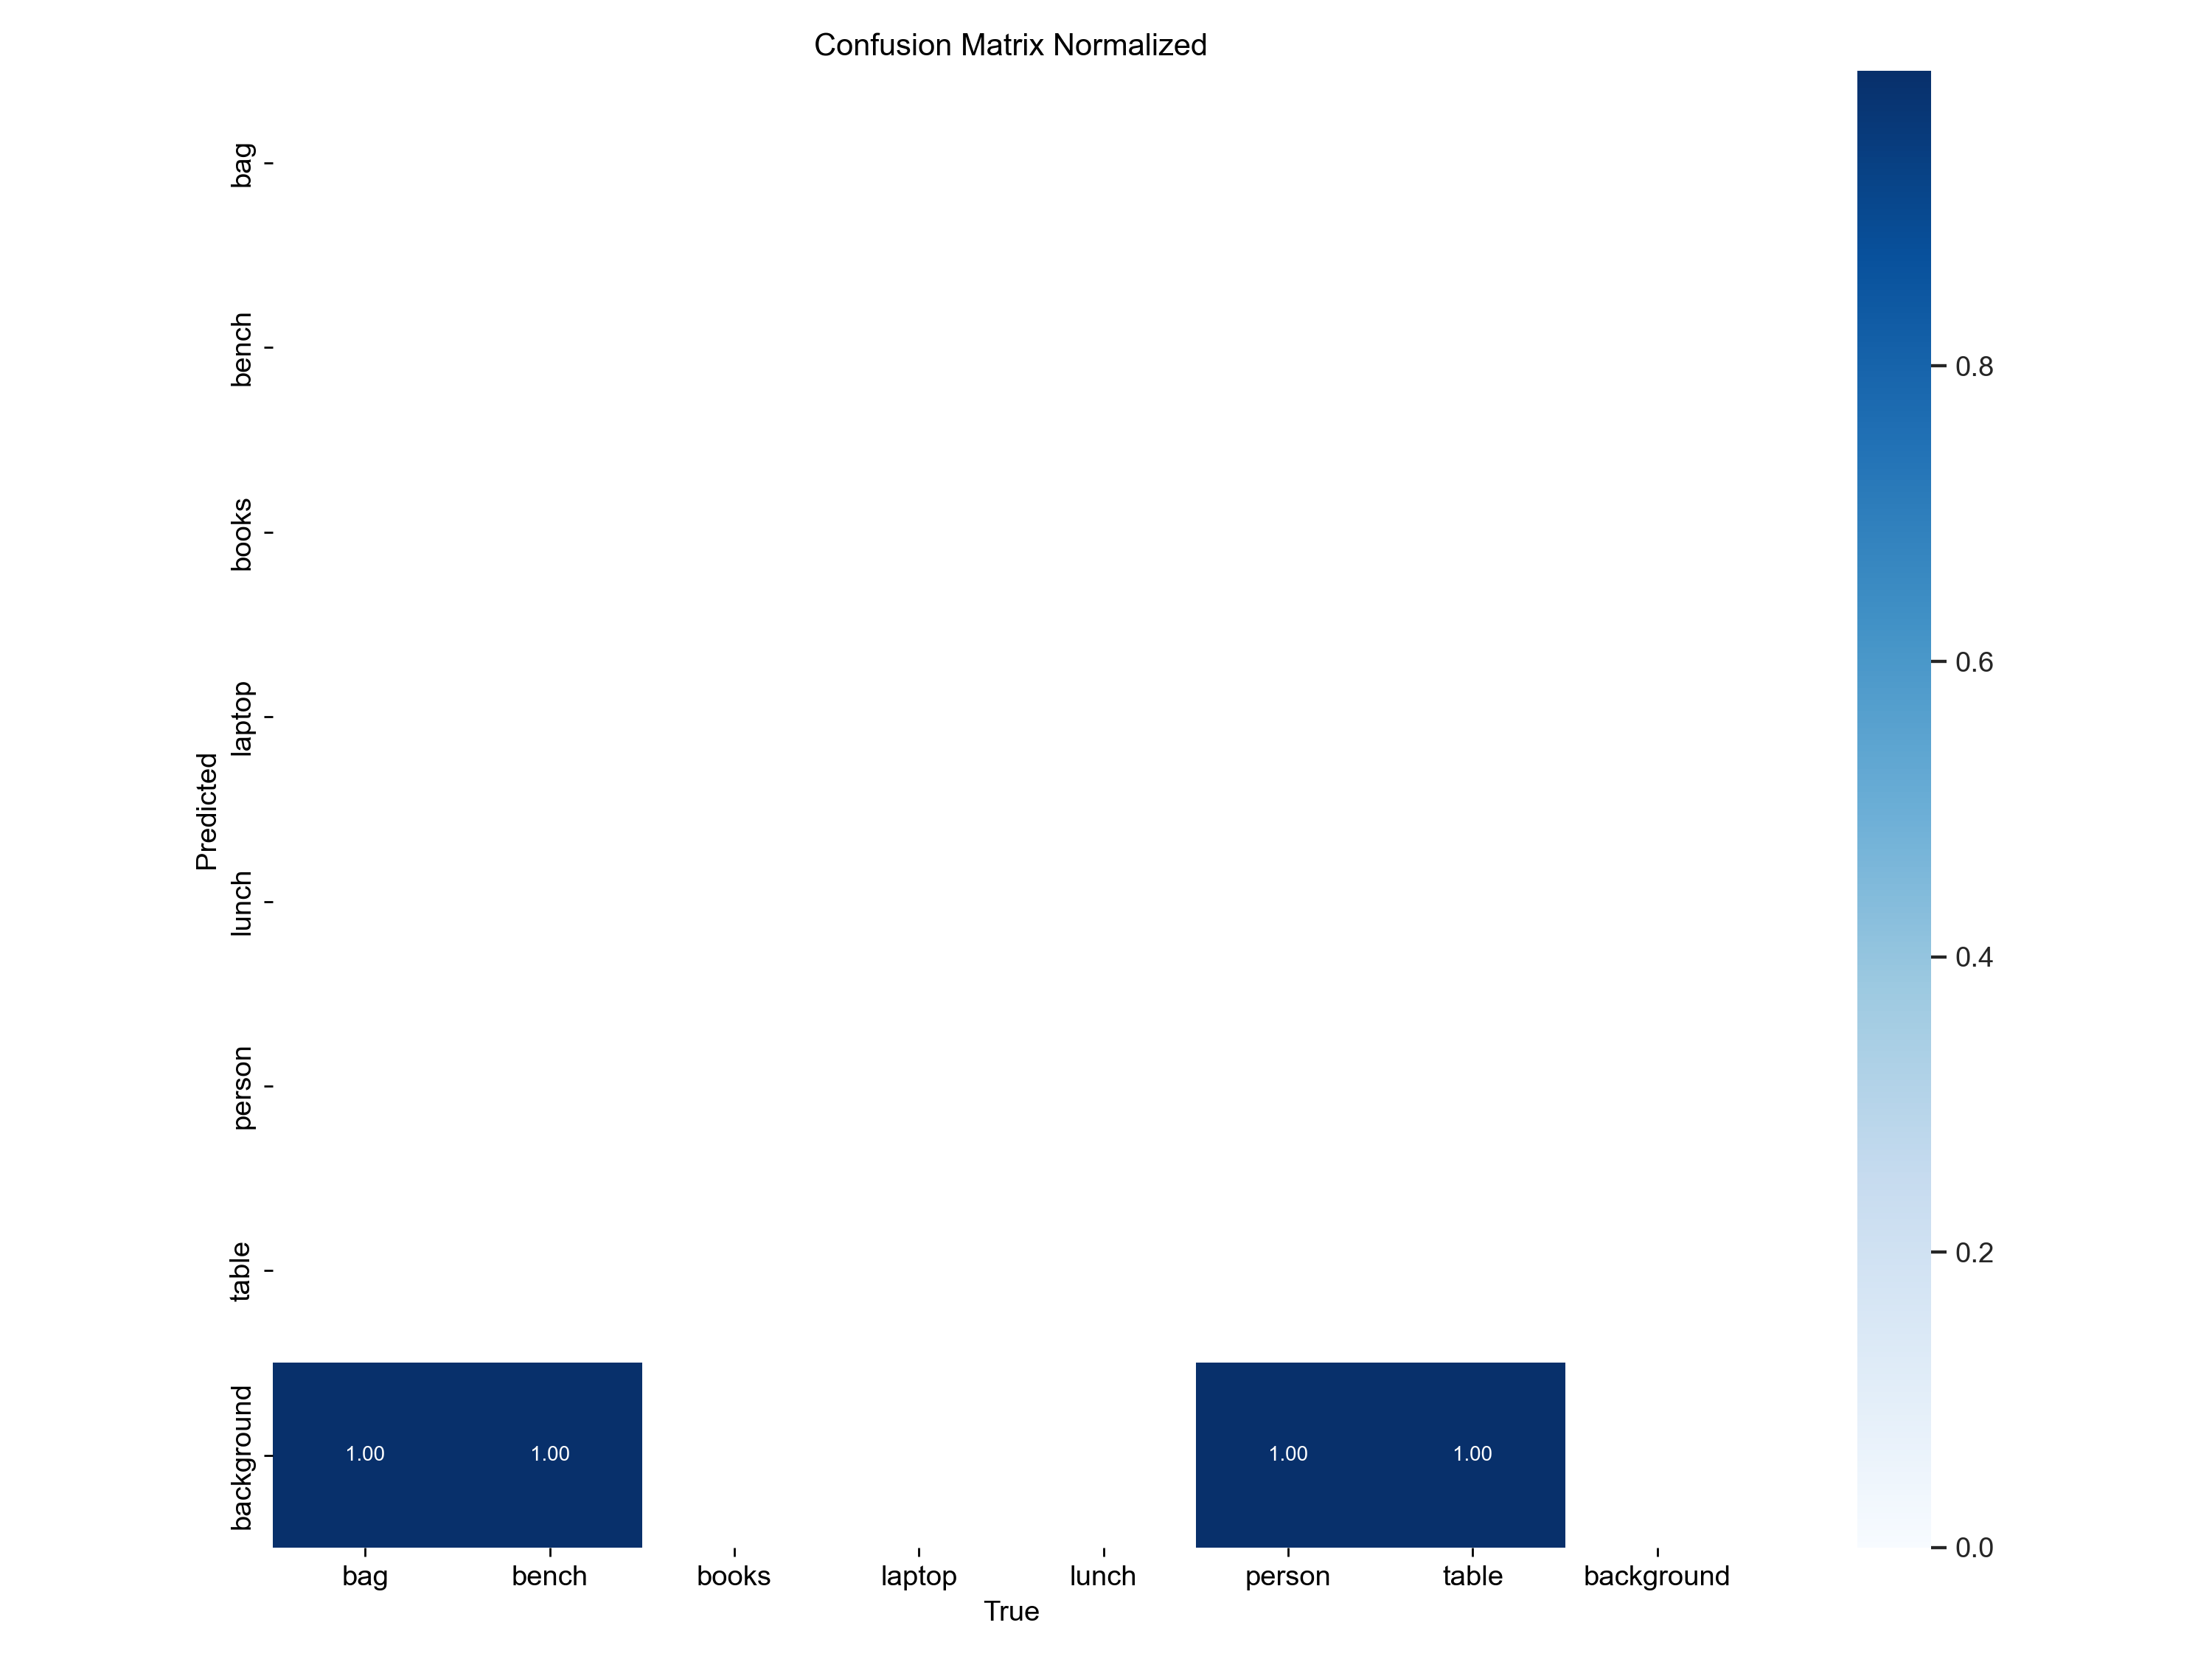 Confusion Matrix Normalized
bag
bench
books
laptop
lunch
person
table
background
Predicted
1.00 1.00 1.00 1.00
bag bench books laptop lunch person table background
True
0.8
0.6
0.4
0.2
0.0